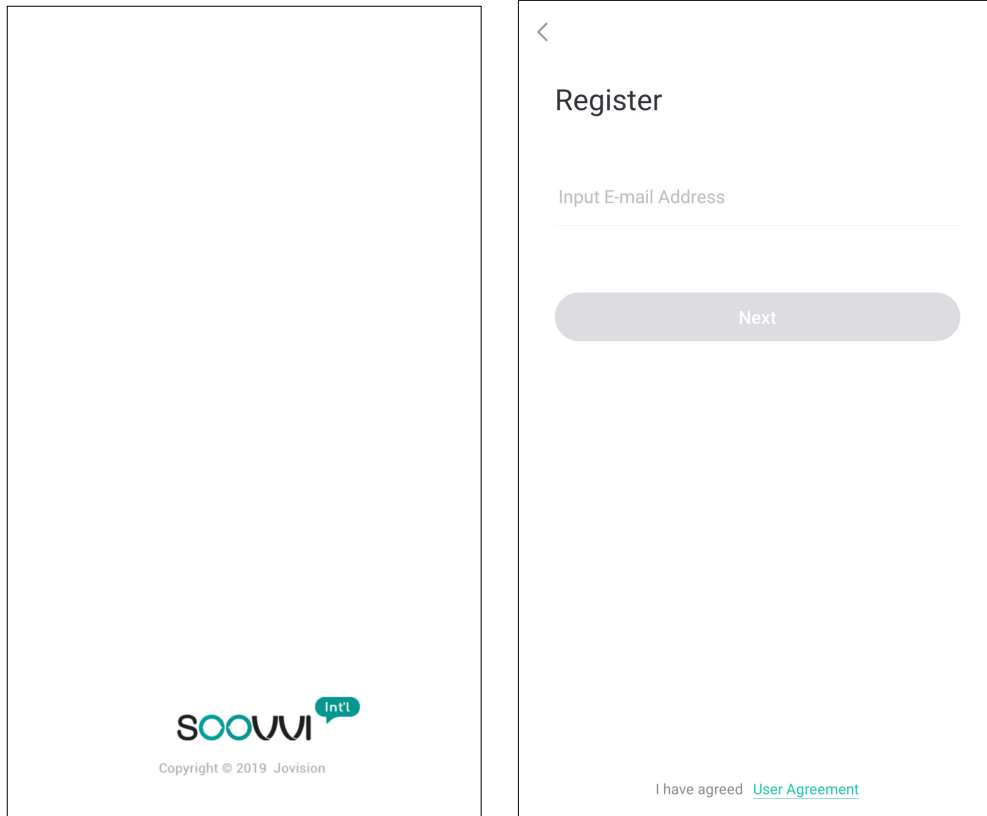 SOOVVI Int'l
Copyright © 2019 Jovision
Register
Input E-mail Address
Next
I have agreed User Agreement